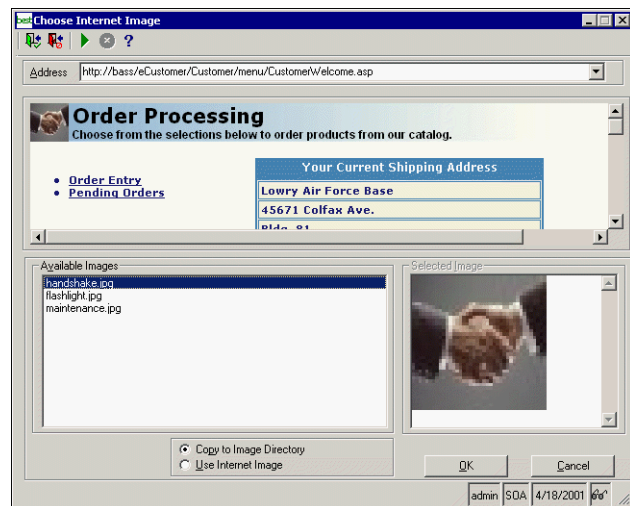 best Choose Internet Image
?
Address http://bass/eCustomer/Customer/menu/CustomerWelcome.asp
Order Processing
Choose from the selections below to order products from our catalog.
• Order Entry
• Pending Orders
Your Current Shipping Address
Lowry Air Force Base
45671 Colfax Ave.
Bldg. 81
Available Images
handshake.jpg
flashlight.jpg
maintenance.jpg
Selected Image
Copy to Image Directory
Use Internet Image
OK
Cancel
admin
SOA
4/18/2001